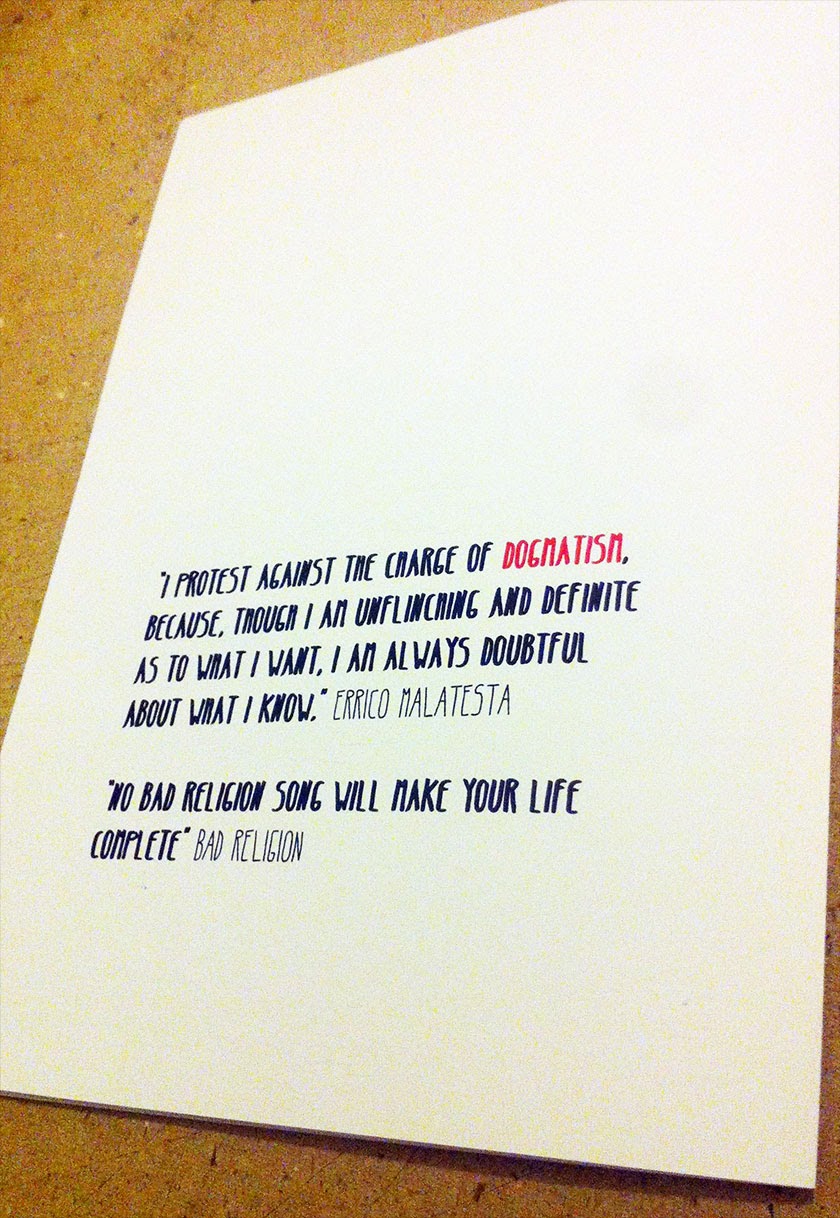 "I PROTEST AGAINST THE CHARGE OF DOGMATISM,
BECAUSE, THOUGH I AM UNFLINCHING AND DEFINITE
AS TO WHAT I WANT, I AM ALWAYS DOUBTFUL
ABOUT WHAT I KNOW." ERRICO MALATESTA
"NO BAD RELIGION SONG WILL MAKE YOUR LIFE
COMPLETE" BAD RELIGION